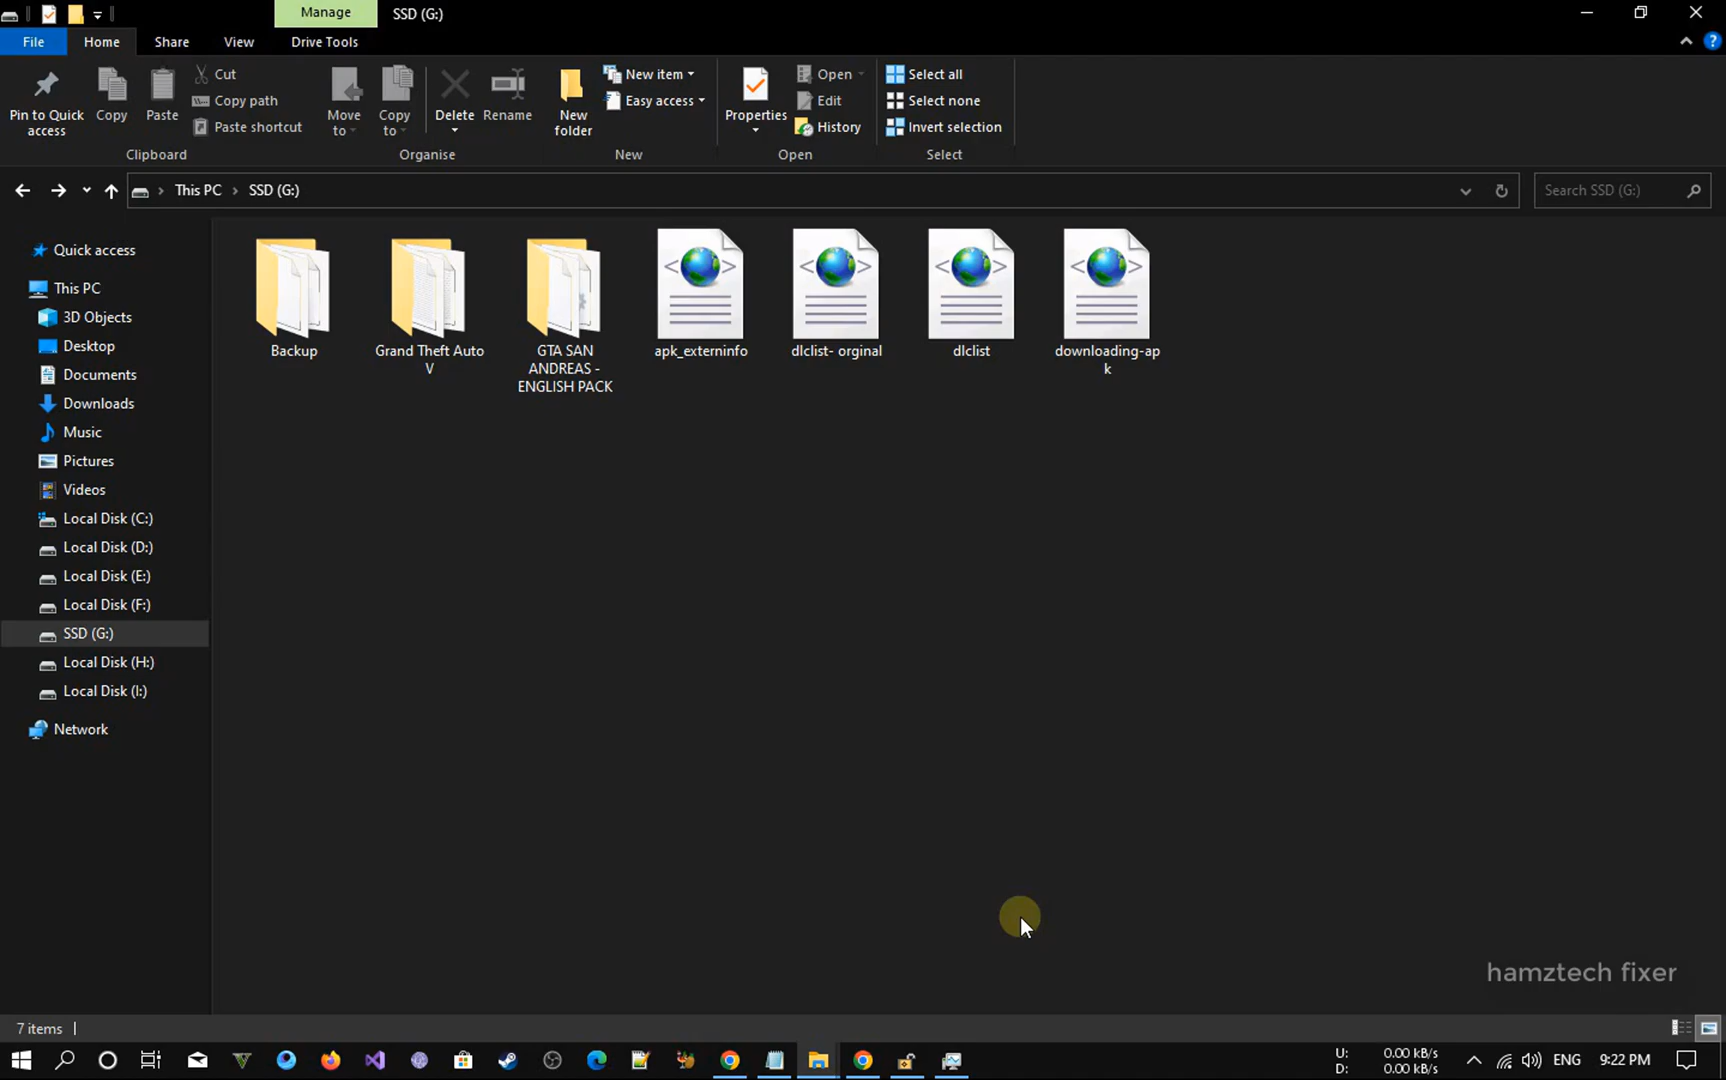 Manage
SSD (G:)
File
Home
Share
View
Drive Tools
Pin to Quick
access
Copy
Paste
Cut
Copy path
Paste shortcut
Clipboard
Move
to
Copy
to
Delete
Rename
Organise
New
folder
New item
Easy access
New
Properties
Open
Edit
History
Open
Select all
Select none
Invert selection
Select
This PC
SSD (G:)
Search SSD (G:)
Quick access
This PC
3D Objects
Desktop
Documents
Downloads
Music
Pictures
Videos
Local Disk (C:)
Local Disk (D:)
Local Disk (E:)
Local Disk (F:)
SSD (G:)
Local Disk (H:)
Local Disk (I:)
Network
Backup
Grand Theft Auto
V
GTA SAN
ANDREAS -
ENGLISH PACK
apk_externinfo
dlclist- orginal
dlclist
downloading-ap
k
hamztech fixer
7 items
U: 0.00 kB/s
D: 0.00 kB/s
ENG
9:22 PM